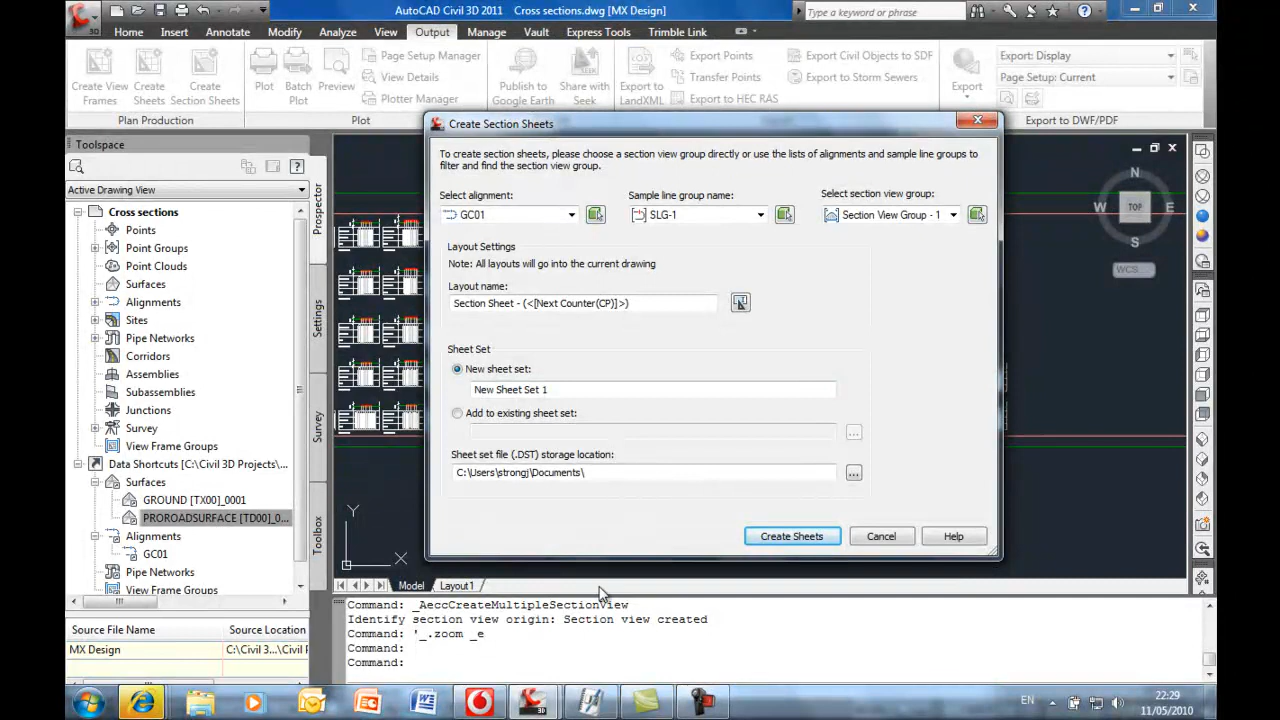 AutoCAD Civil 3D 2011 Cross sections.dwg [MX Design]
Type a keyword or phrase
3D
Home Insert Annotate Modify Analyze View Output Manage Vault Express Tools Trimble Link
Create View Frames
Create Sheets
Create Section Sheets
Plan Production
Plot
Batch Plot
Preview
Page Setup Manager
View Details
Plotter Manager
Plot
Publish to Google Earth
Share with Seek
Export to LandXML
Export Points
Transfer Points
Export to HEC RAS
Export Civil Objects to SDF
Export to Storm Sewers
Export
Export: Display
Page Setup: Current
Export to DWF/PDF
Toolspace
Active Drawing View
Cross sections
Points
Point Groups
Point Clouds
Surfaces
Alignments
Sites
Pipe Networks
Corridors
Assemblies
Subassemblies
Junctions
Survey
View Frame Groups
Data Shortcuts [C:\Civil 3D Projects\...
Surfaces
GROUND [TX00]_0001
PROROADSURFACE [TD00]_0...
Alignments
GC01
Pipe Networks
View Frame Groups
Prospector
Settings
Survey
Toolbox
Source File Name Source Location
MX Design C:\Civil 3...\Civil P
Create Section Sheets
To create section sheets, please choose a section view group directly or use the lists of alignments and sample line groups to
filter and find the section view group.
Select alignment: Sample line group name: Select section view group:
GC01 SLG-1 Section View Group - 1
Layout Settings
Note: All layouts will go into the current drawing
Layout name:
Section Sheet - (<[Next Counter(CP)]>)
Sheet Set
New sheet set:
New Sheet Set 1
Add to existing sheet set:
...
Sheet set file (.DST) storage location:
C:\Users\strongj\Documents\
...
Create Sheets Cancel Help
N
W TOP E
S
WCS
Y
X
Model Layout1
Command: _AeccCreateMultipleSectionView
Identify section view origin: Section view created
Command: '_.zoom _e
Command:
Command:
EN
22:29
11/05/2010